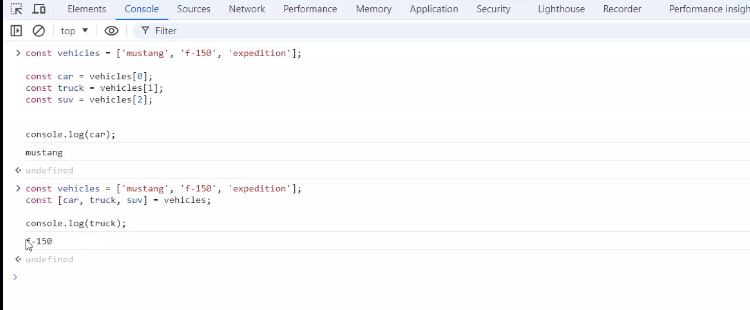 Elements Console Sources Network Performance Memory Application Security Lighthouse Recorder Performance insigh
top ▼ Filter
> const vehicles = ['mustang', 'f-150', 'expedition'];
const car = vehicles[0];
const truck = vehicles[1];
const suv = vehicles[2];
console.log(car);
mustang
undefined
> const vehicles = ['mustang', 'f-150', 'expedition'];
const [car, truck, suv] = vehicles;
console.log(truck);
f-150
undefined
>